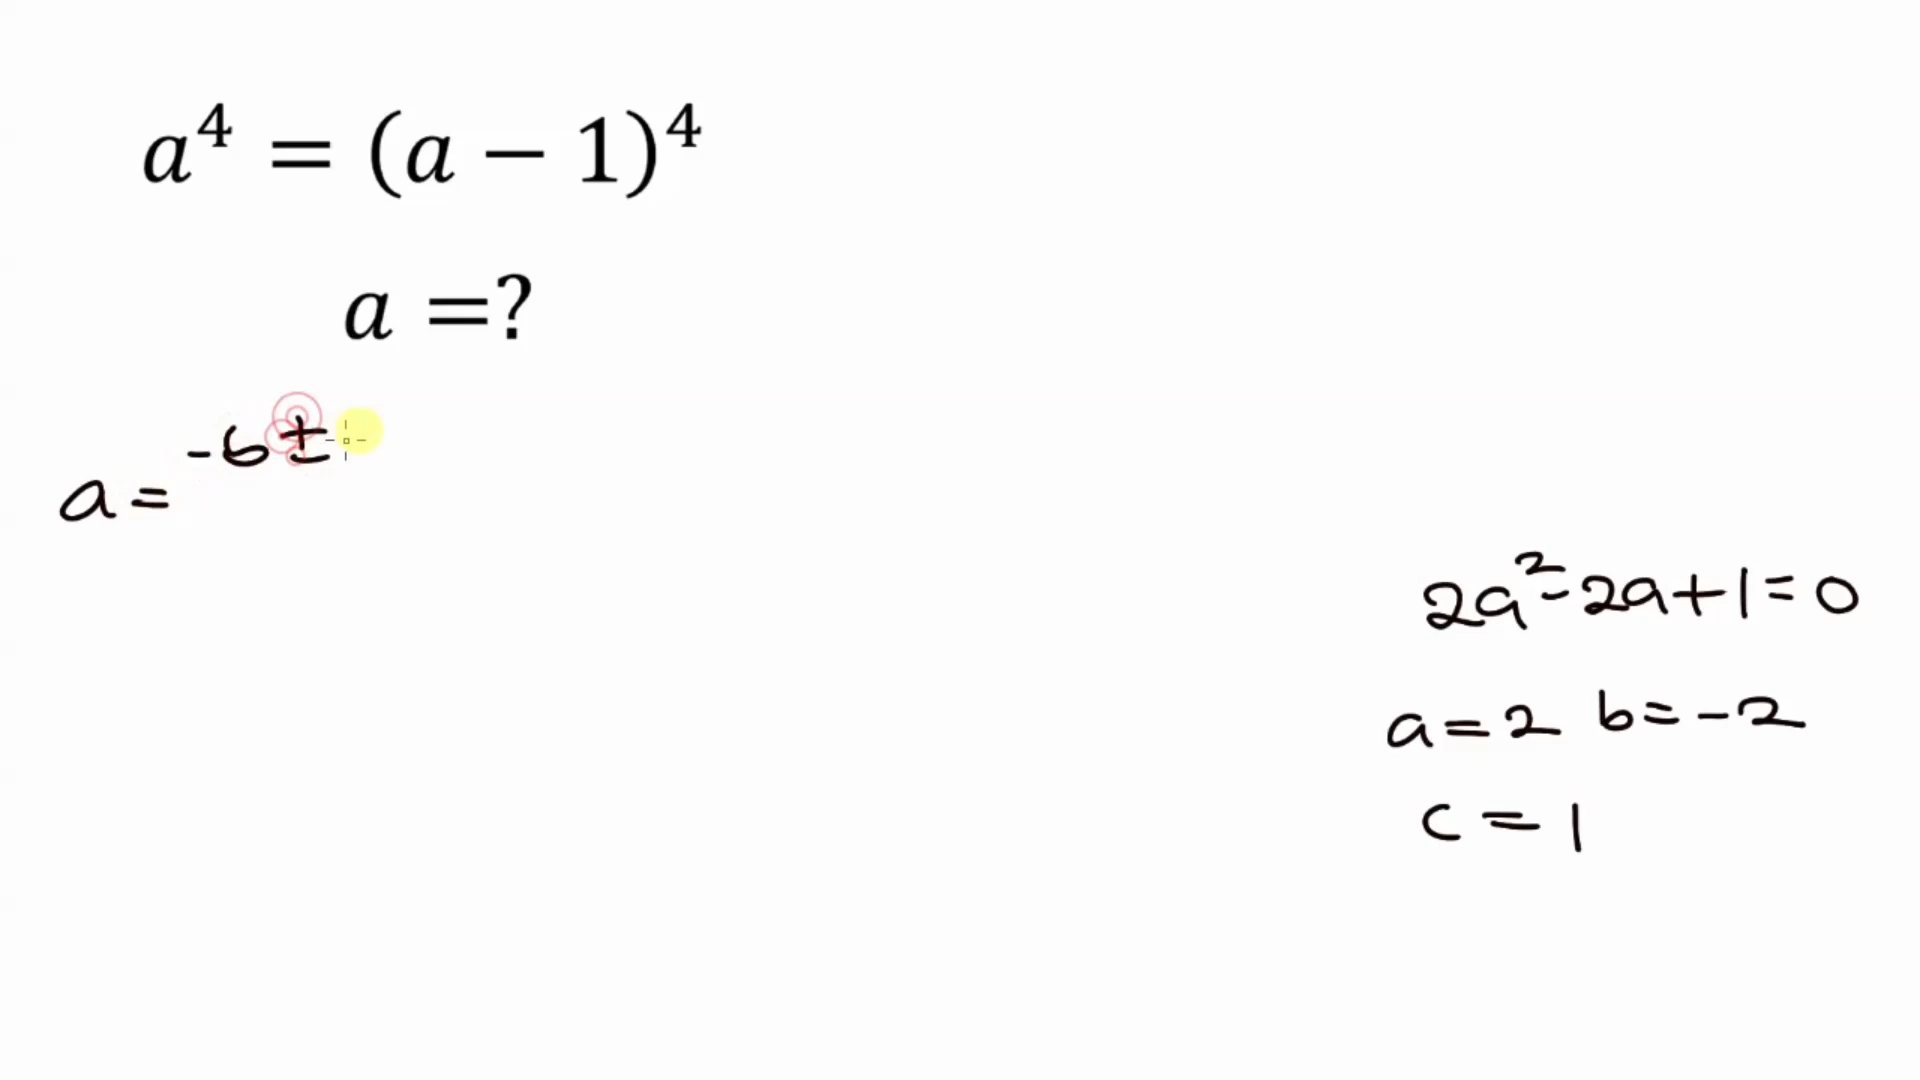 a⁴ = (a − 1)⁴
a =?
a = -b ±
2a² - 2a + 1 = 0
a = 2 b = -2
c = 1